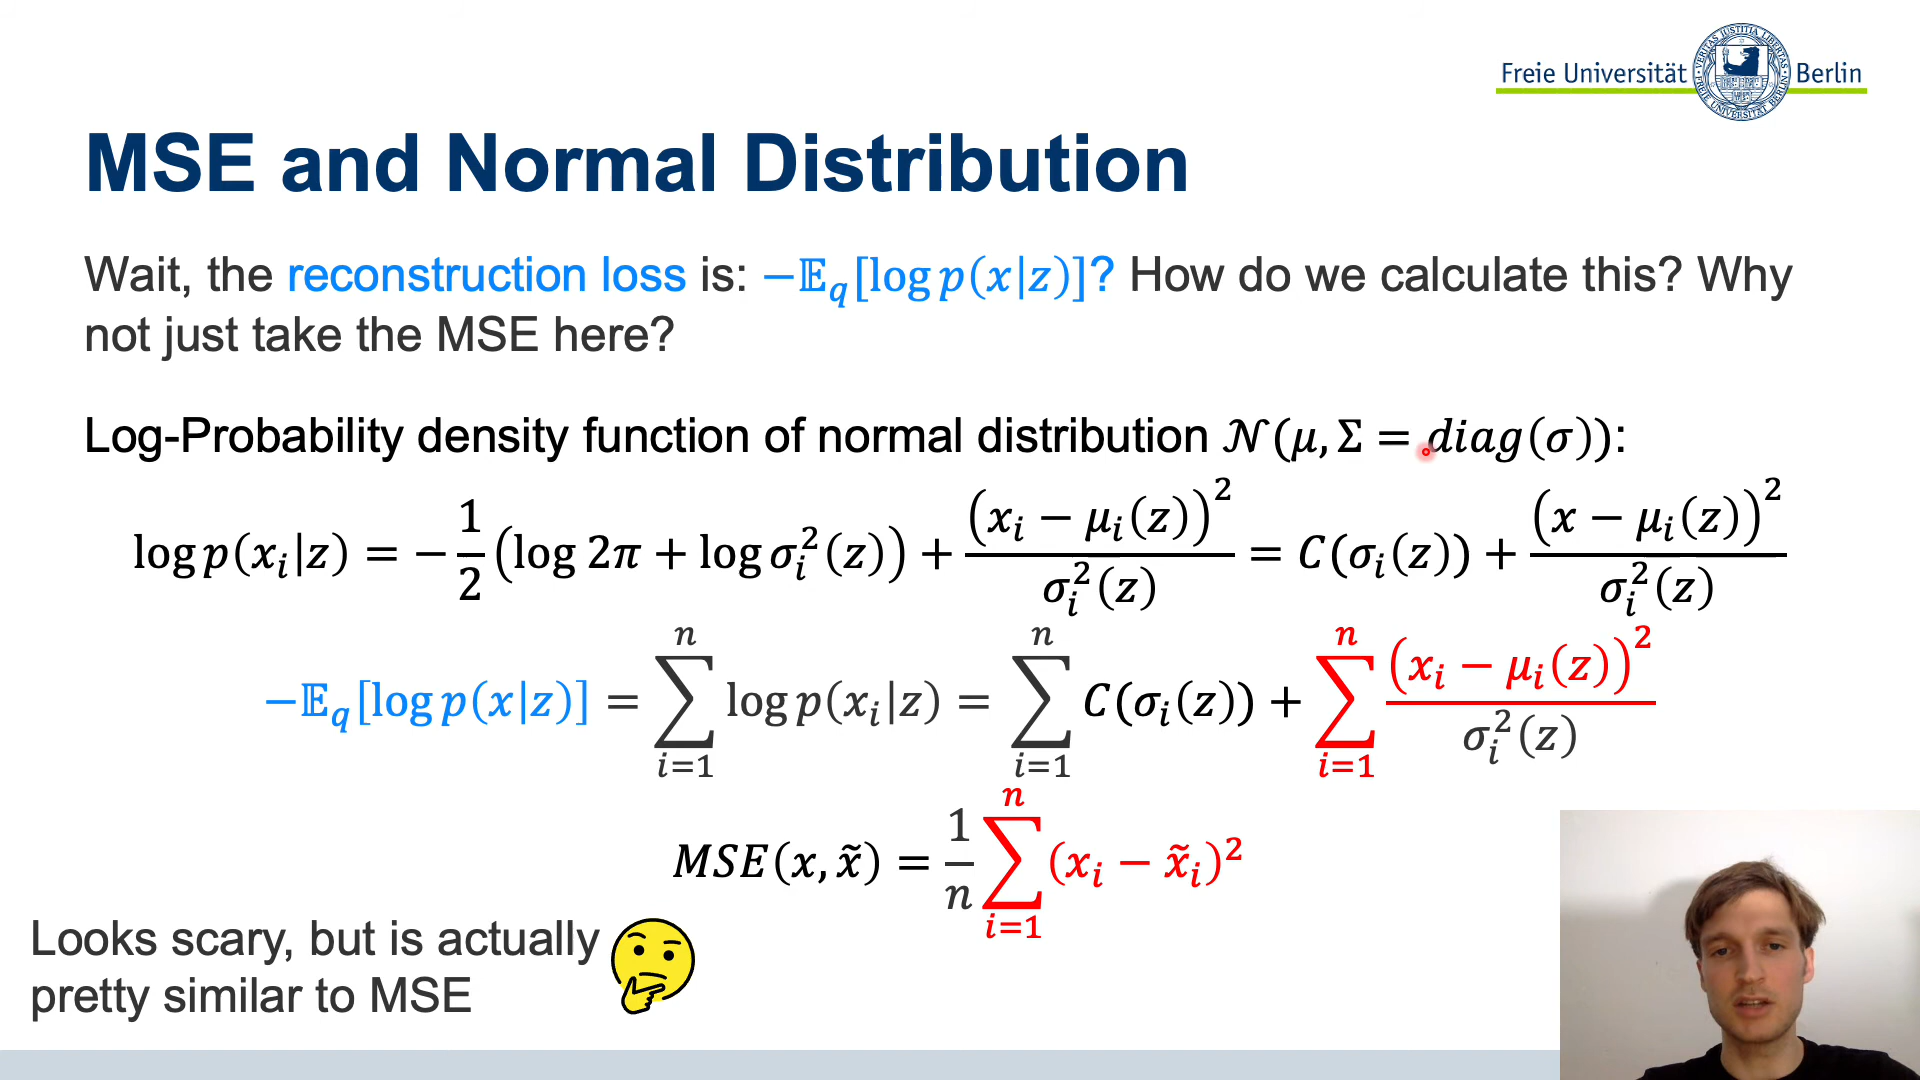 Freie Universität Berlin
MSE and Normal Distribution
Wait, the reconstruction loss is: −𝔼_q[log p(x|z)]? How do we calculate this? Why
not just take the MSE here?
Log-Probability density function of normal distribution 𝒩(μ, Σ = diag(σ)):
log p(x_i|z) = −1/2 (log 2π + log σ_i^2(z)) + (x_i − μ_i(z))^2 / σ_i^2(z) = C(σ_i(z)) + (x − μ_i(z))^2 / σ_i^2(z)
−𝔼_q[log p(x|z)] = ∑_{i=1}^{n} log p(x_i|z) = ∑_{i=1}^{n} C(σ_i(z)) + ∑_{i=1}^{n} (x_i − μ_i(z))^2 / σ_i^2(z)
MSE(x, x̃) = 1/n ∑_{i=1}^{n} (x_i − x̃_i)^2
Looks scary, but is actually
pretty similar to MSE